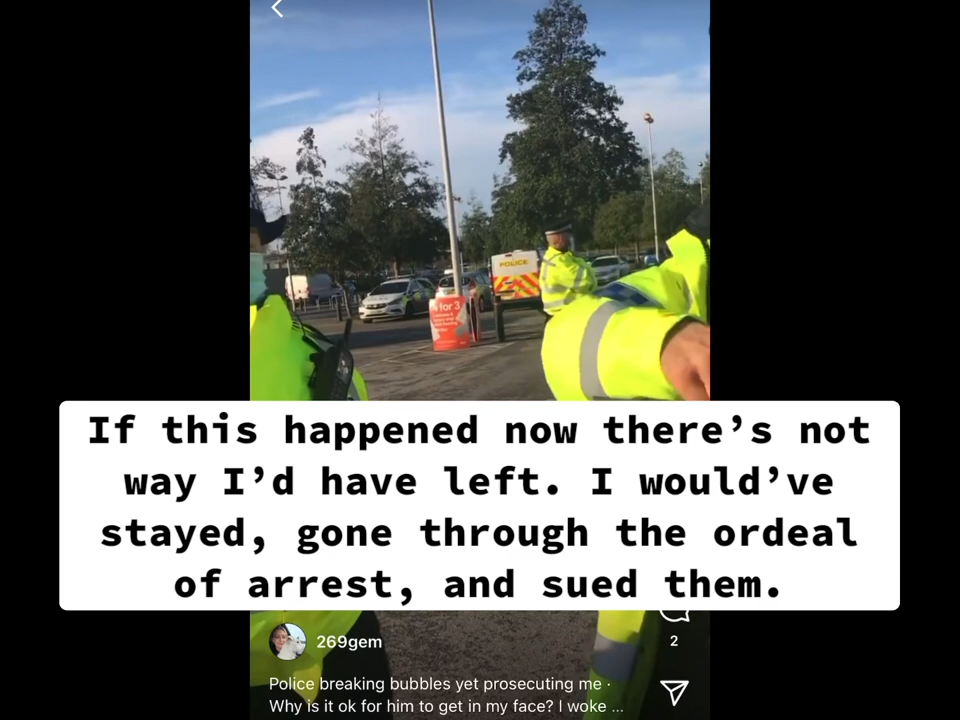 POLICE
for 3
If this happened now there’s not
way I’d have left. I would’ve
stayed, gone through the ordeal
of arrest, and sued them.
2
269gem
Police breaking bubbles yet prosecuting me ·
Why is it ok for him to get in my face? I woke ...